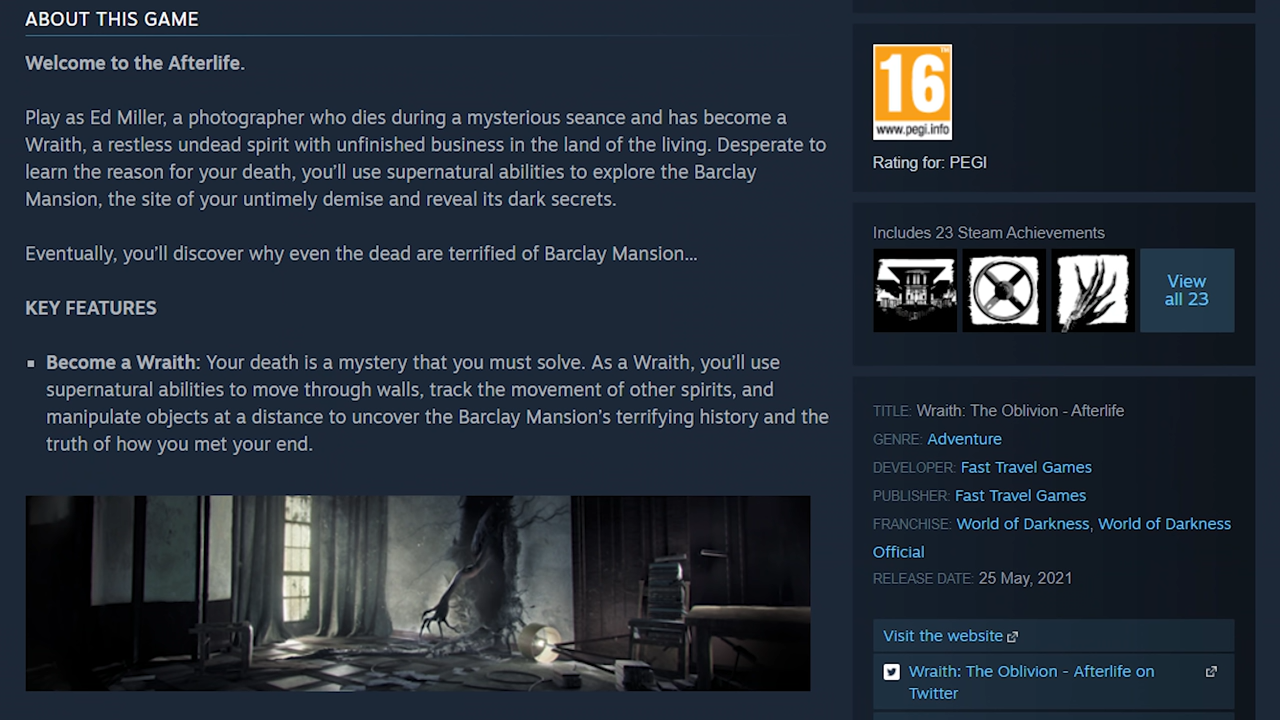 ABOUT THIS GAME
Welcome to the Afterlife.
Play as Ed Miller, a photographer who dies during a mysterious seance and has become a
Wraith, a restless undead spirit with unfinished business in the land of the living. Desperate to
learn the reason for your death, you'll use supernatural abilities to explore the Barclay
Mansion, the site of your untimely demise and reveal its dark secrets.
Eventually, you'll discover why even the dead are terrified of Barclay Mansion...
KEY FEATURES
▪ Become a Wraith: Your death is a mystery that you must solve. As a Wraith, you'll use
supernatural abilities to move through walls, track the movement of other spirits, and
manipulate objects at a distance to uncover the Barclay Mansion's terrifying history and the
truth of how you met your end.
16
TM
www.pegi.info
Rating for: PEGI
Includes 23 Steam Achievements
View
all 23
TITLE: Wraith: The Oblivion - Afterlife
GENRE: Adventure
DEVELOPER: Fast Travel Games
PUBLISHER: Fast Travel Games
FRANCHISE: World of Darkness, World of Darkness
Official
RELEASE DATE: 25 May, 2021
Visit the website
Wraith: The Oblivion - Afterlife on
Twitter